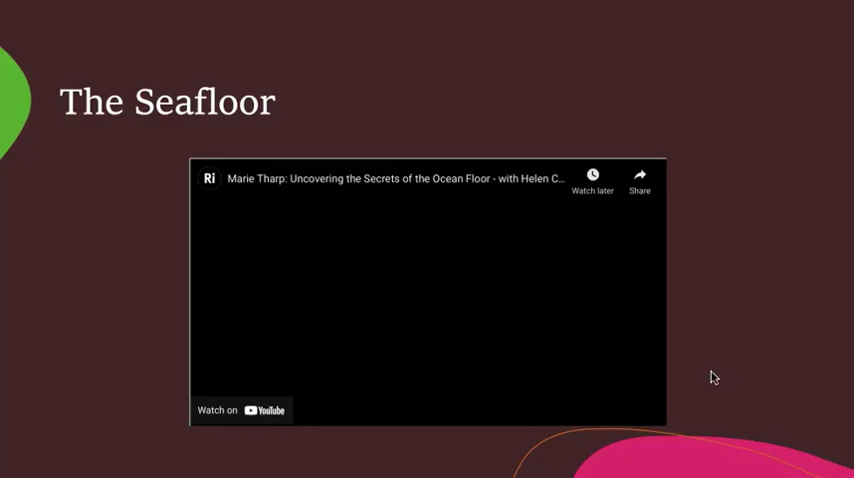 The Seafloor
Ri
Marie Tharp: Uncovering the Secrets of the Ocean Floor - with Helen C...
Watch later
Share
Watch on YouTube